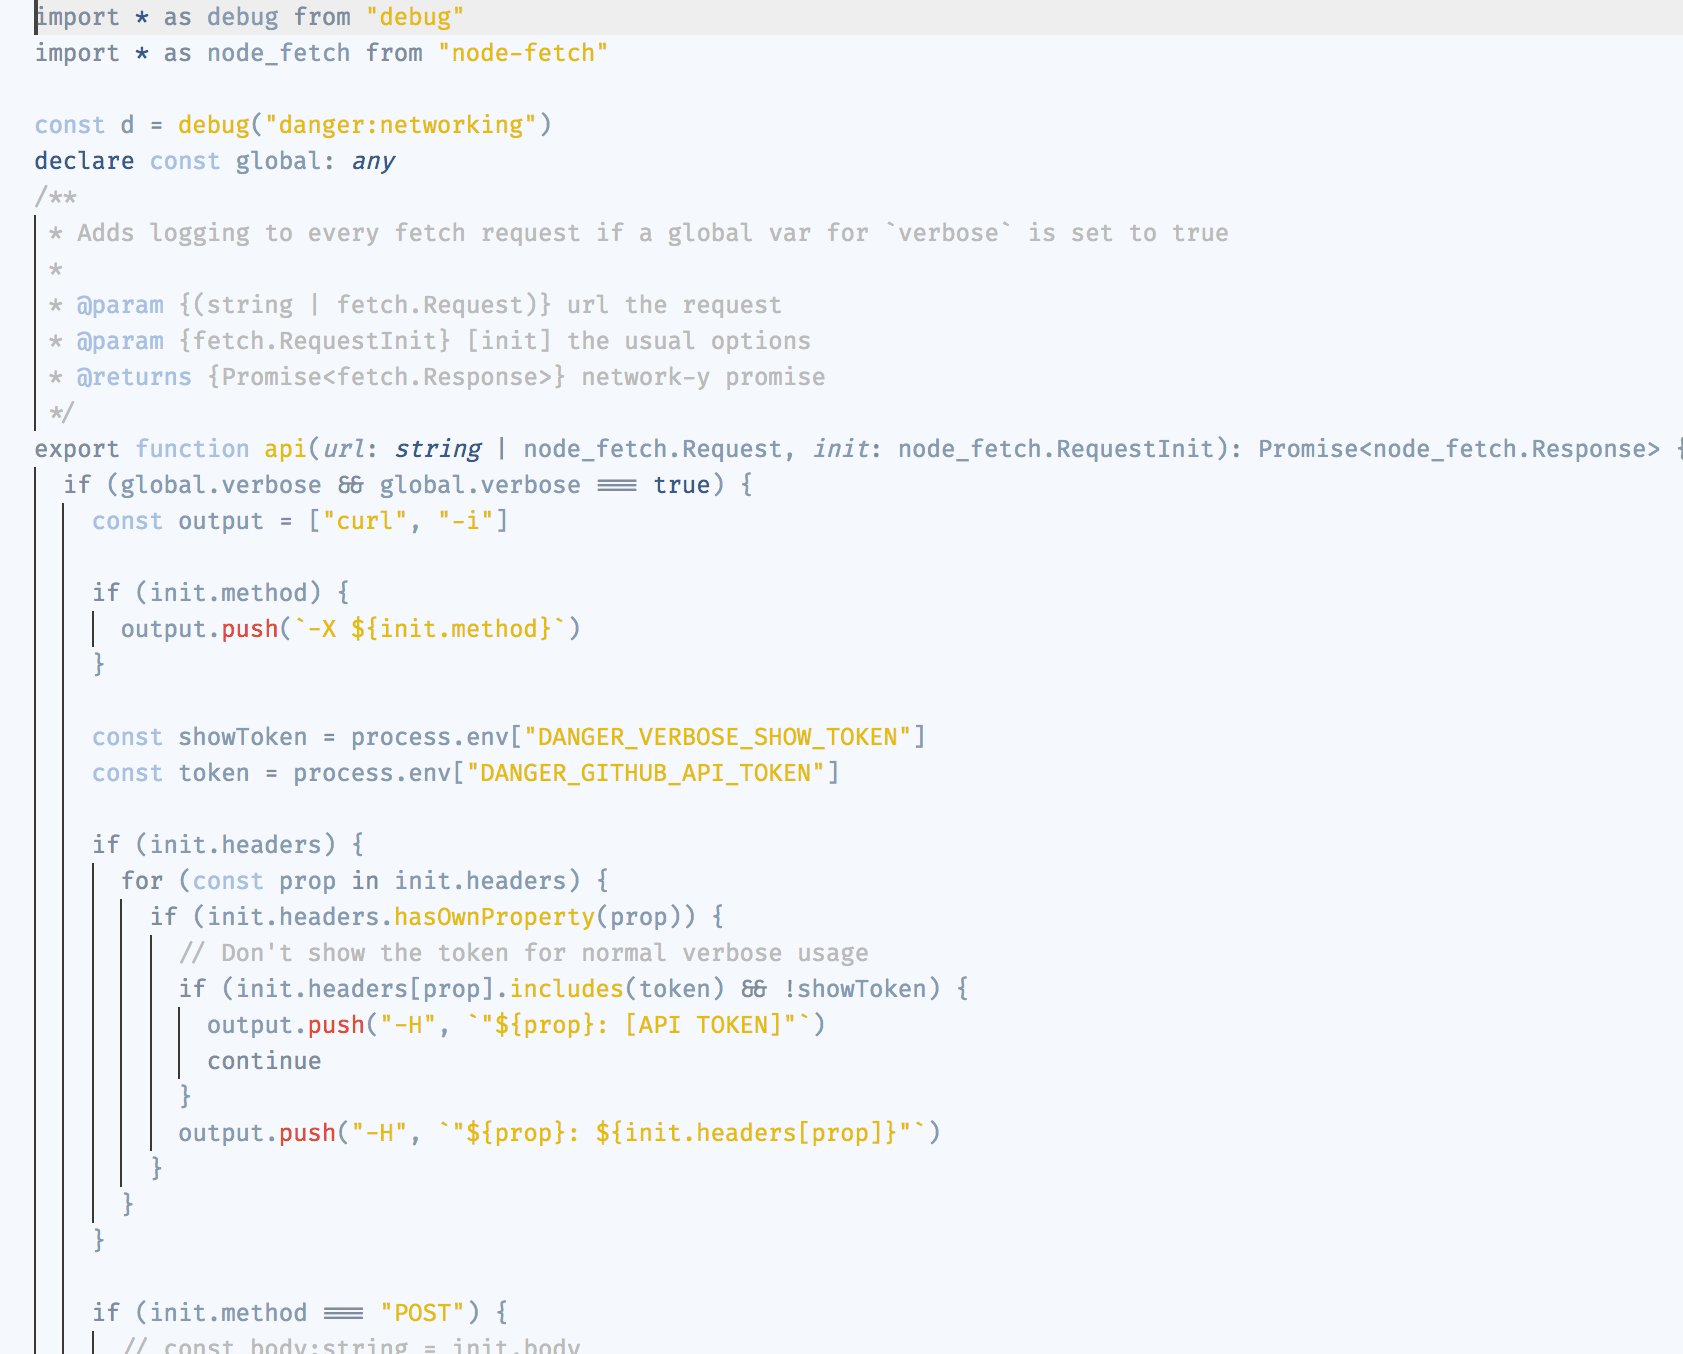 import * as debug from "debug"
import * as node_fetch from "node-fetch"

const d = debug("danger:networking")
declare const global: any
/**
 * Adds logging to every fetch request if a global var for `verbose` is set to true
 *
 * @param {(string | fetch.Request)} url the request
 * @param {fetch.RequestInit} [init] the usual options
 * @returns {Promise<fetch.Response>} network-y promise
 */
export function api(url: string | node_fetch.Request, init: node_fetch.RequestInit): Promise<node_fetch.Response> {
  if (global.verbose && global.verbose === true) {
    const output = ["curl", "-i"]

    if (init.method) {
      output.push(`-X ${init.method}`)
    }

    const showToken = process.env["DANGER_VERBOSE_SHOW_TOKEN"]
    const token = process.env["DANGER_GITHUB_API_TOKEN"]

    if (init.headers) {
      for (const prop in init.headers) {
        if (init.headers.hasOwnProperty(prop)) {
          // Don't show the token for normal verbose usage
          if (init.headers[prop].includes(token) && !showToken) {
            output.push("-H", `"${prop}: [API TOKEN]"`)
            continue
          }
          output.push("-H", `"${prop}: ${init.headers[prop]}"`)
        }
      }
    }

    if (init.method === "POST") {
      // const body:string = init.body